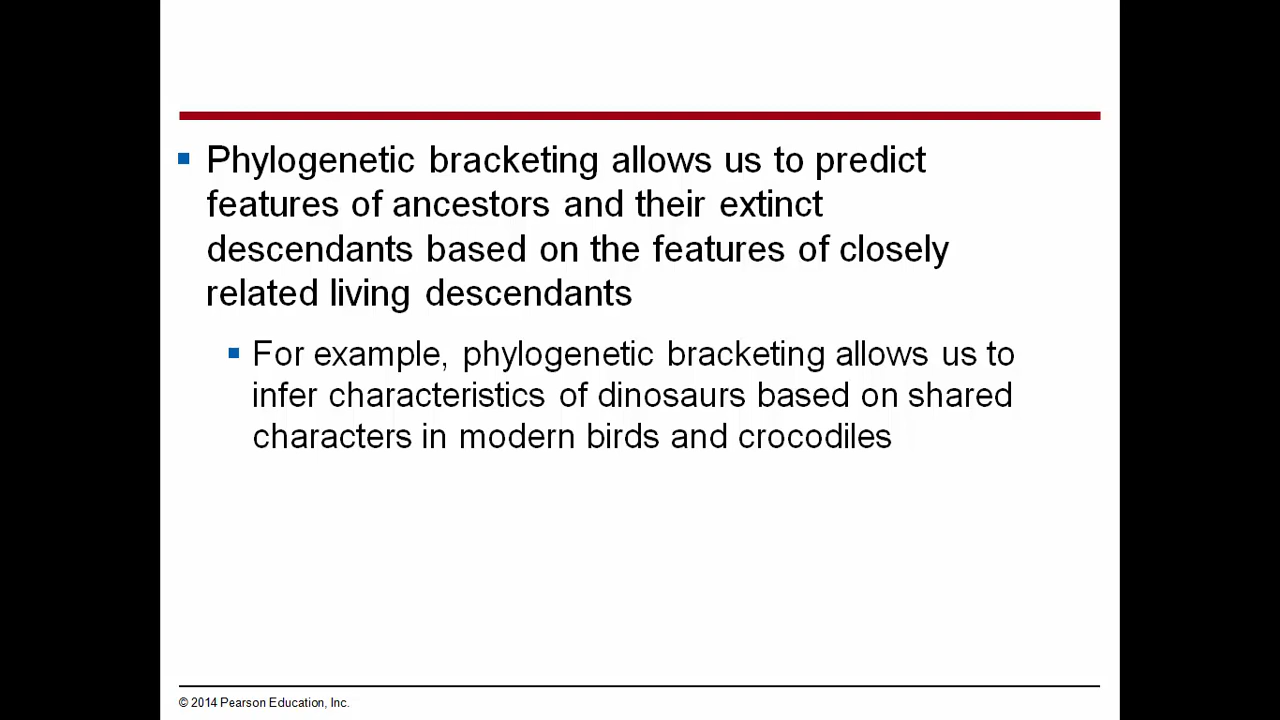 Phylogenetic bracketing allows us to predict
features of ancestors and their extinct
descendants based on the features of closely
related living descendants
For example, phylogenetic bracketing allows us to
infer characteristics of dinosaurs based on shared
characters in modern birds and crocodiles
© 2014 Pearson Education, Inc.